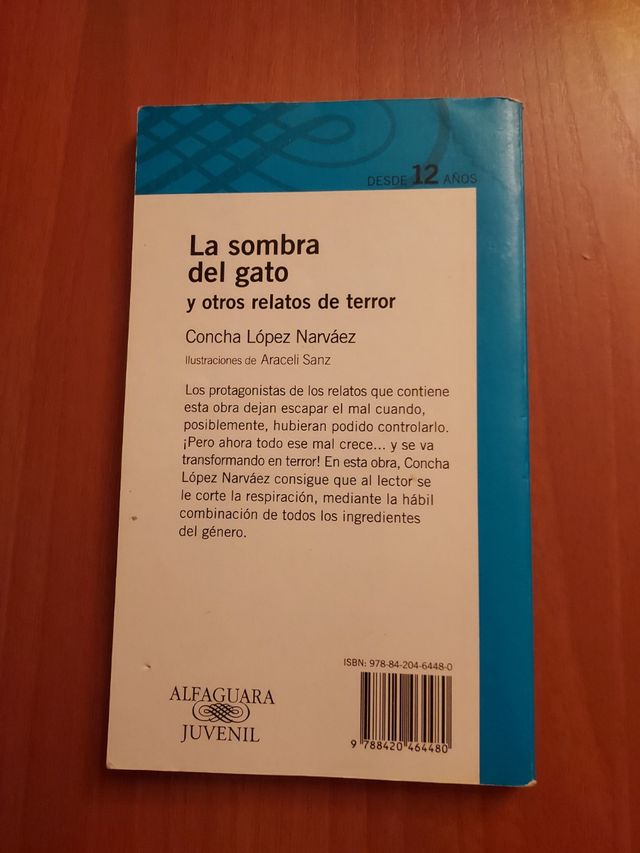 DESDE 12 AÑOS
La sombra
del gato
y otros relatos de terror
Concha López Narváez
Ilustraciones de Araceli Sanz
Los protagonistas de los relatos que contiene
esta obra dejan escapar el mal cuando,
posiblemente, hubieran podido controlarlo.
¡Pero ahora todo ese mal crece... y se va
transformando en terror! En esta obra, Concha
López Narváez consigue que al lector se
le corte la respiración, mediante la hábil
combinación de todos los ingredientes
del género.
ISBN: 978-84-204-6448-0
ALFAGUARA
JUVENIL
9 788420 464480